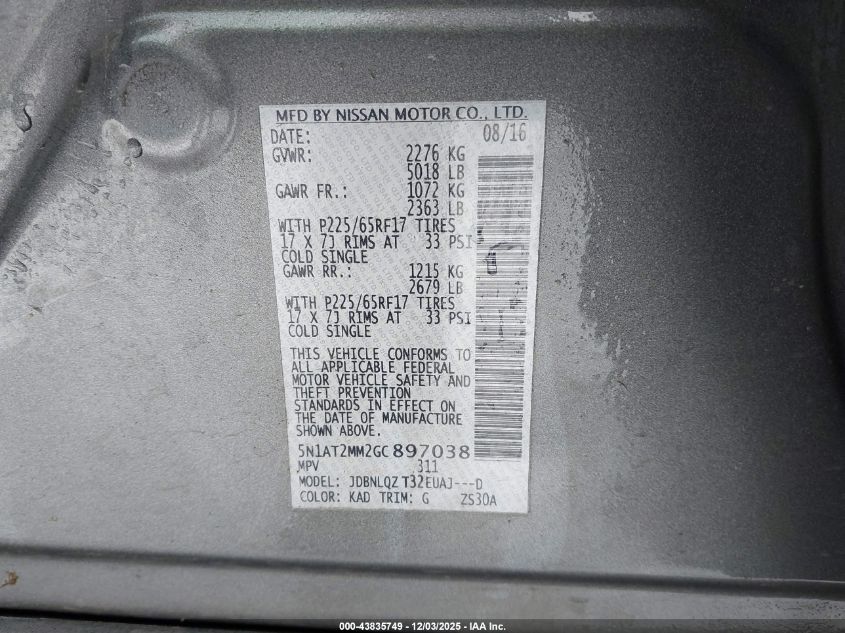 MFD BY NISSAN MOTOR CO., LTD.
DATE: 08/16
GVWR: 2276 KG
5018 LB
GAWR FR.: 1072 KG
2363 LB
WITH P225/65RF17 TIRES
17 X 7J RIMS AT 33 PSI
COLD SINGLE
GAWR RR.: 1215 KG
2679 LB
WITH P225/65RF17 TIRES
17 X 7J RIMS AT 33 PSI
COLD SINGLE
THIS VEHICLE CONFORMS TO
ALL APPLICABLE FEDERAL
MOTOR VEHICLE SAFETY AND
THEFT PREVENTION
STANDARDS IN EFFECT ON
THE DATE OF MANUFACTURE
SHOWN ABOVE.
5N1AT2MM2GC897038
MPV 311
MODEL: JDBNLQZ T32EUAJ---D
COLOR: KAD TRIM: G ZS30A
000-43835749 - 12/03/2025 - IAA Inc.